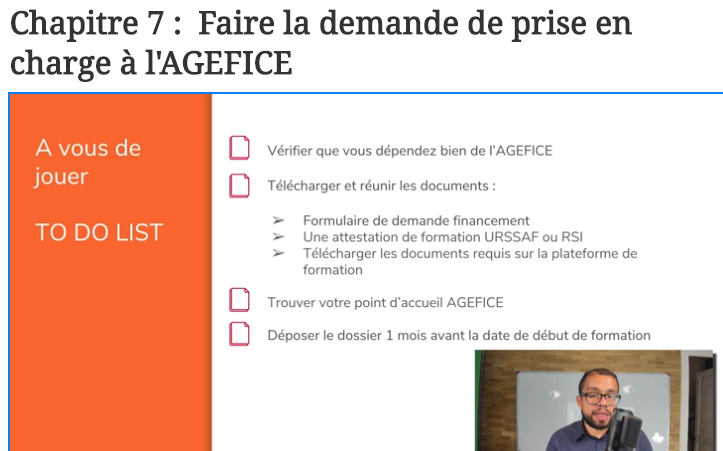 Chapitre 7 :  Faire la demande de prise en
charge à l'AGEFICE
A vous de
jouer
TO DO LIST
Vérifier que vous dépendez bien de l'AGEFICE
Télécharger et réunir les documents :
➢ Formulaire de demande financement
➢ Une attestation de formation URSSAF ou RSI
➢ Télécharger les documents requis sur la plateforme de
formation
Trouver votre point d'accueil AGEFICE
Déposer le dossier 1 mois avant la date de début de formation